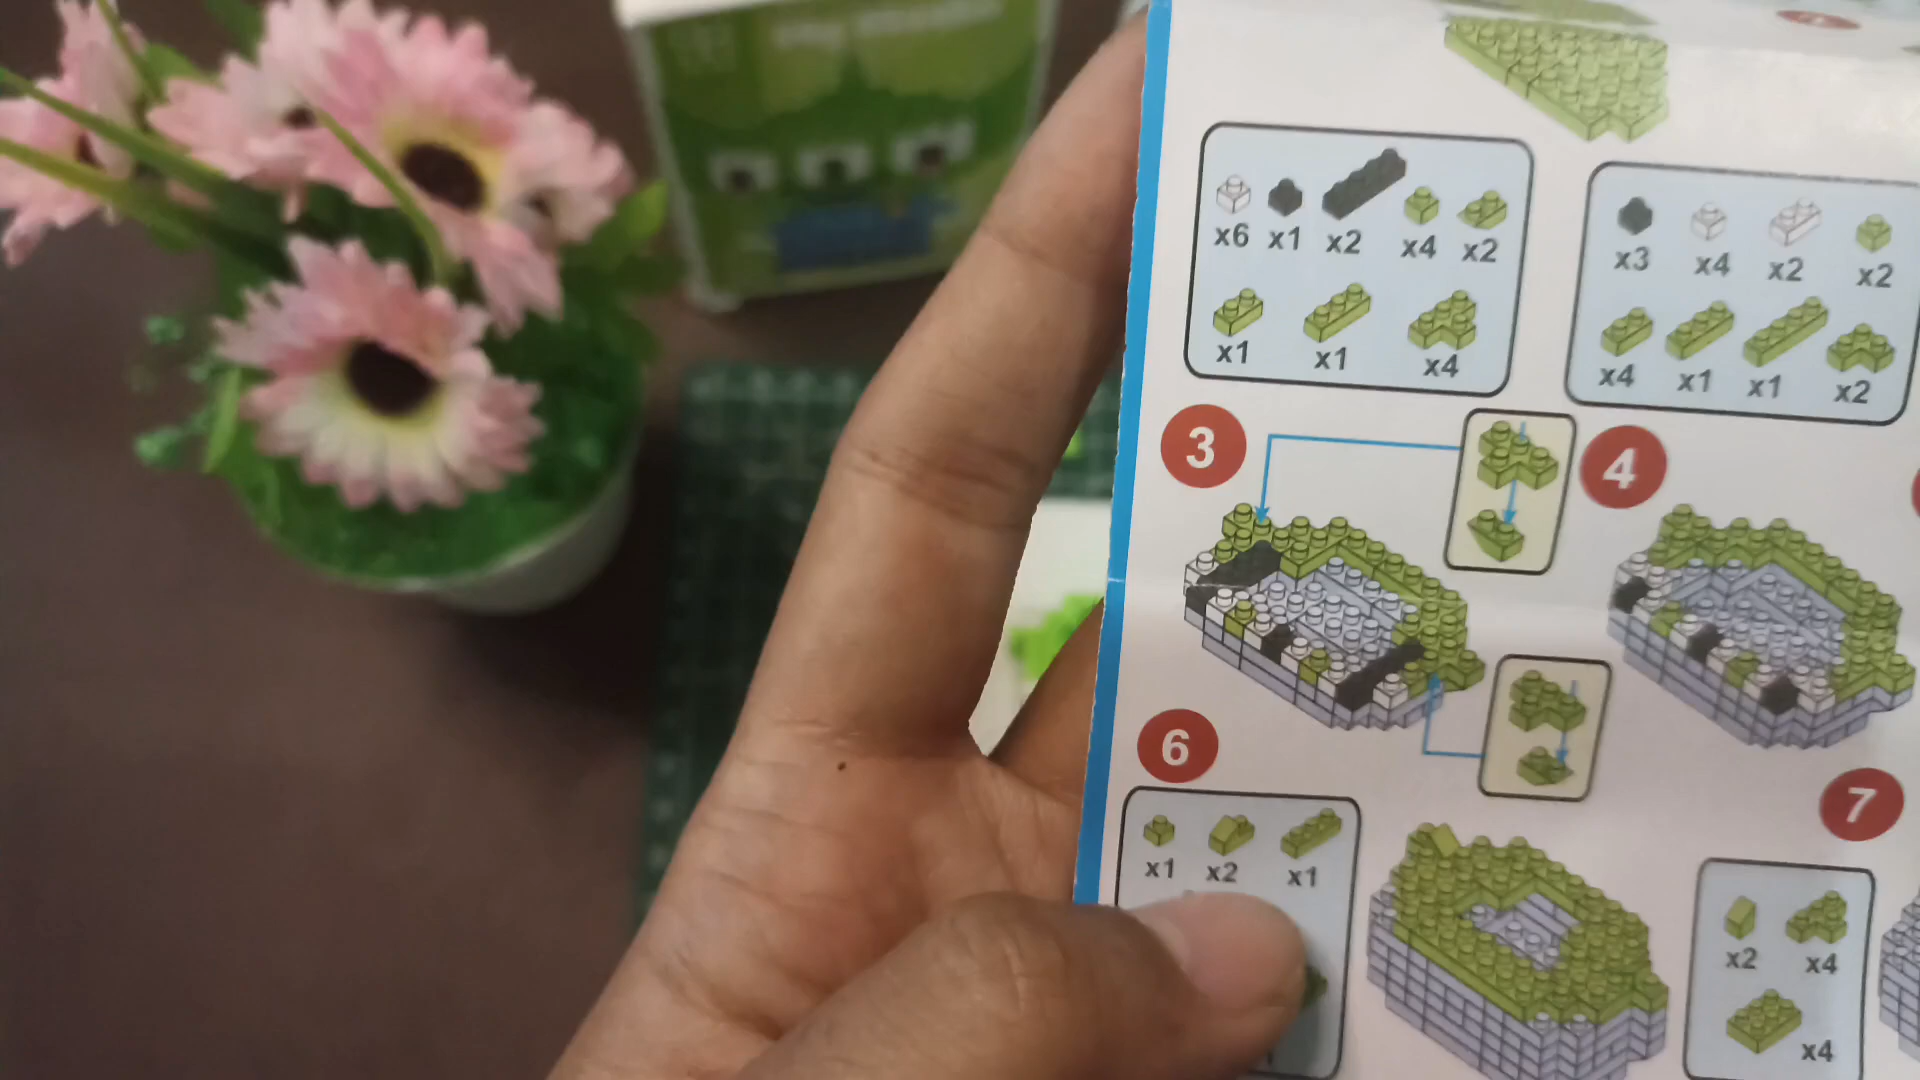 x6 x1 x2 x4 x2
x1 x1 x4
x3 x4 x2 x2
x4 x1 x1 x2
3
4
6
x1 x2 x1
7
x2 x4
x4